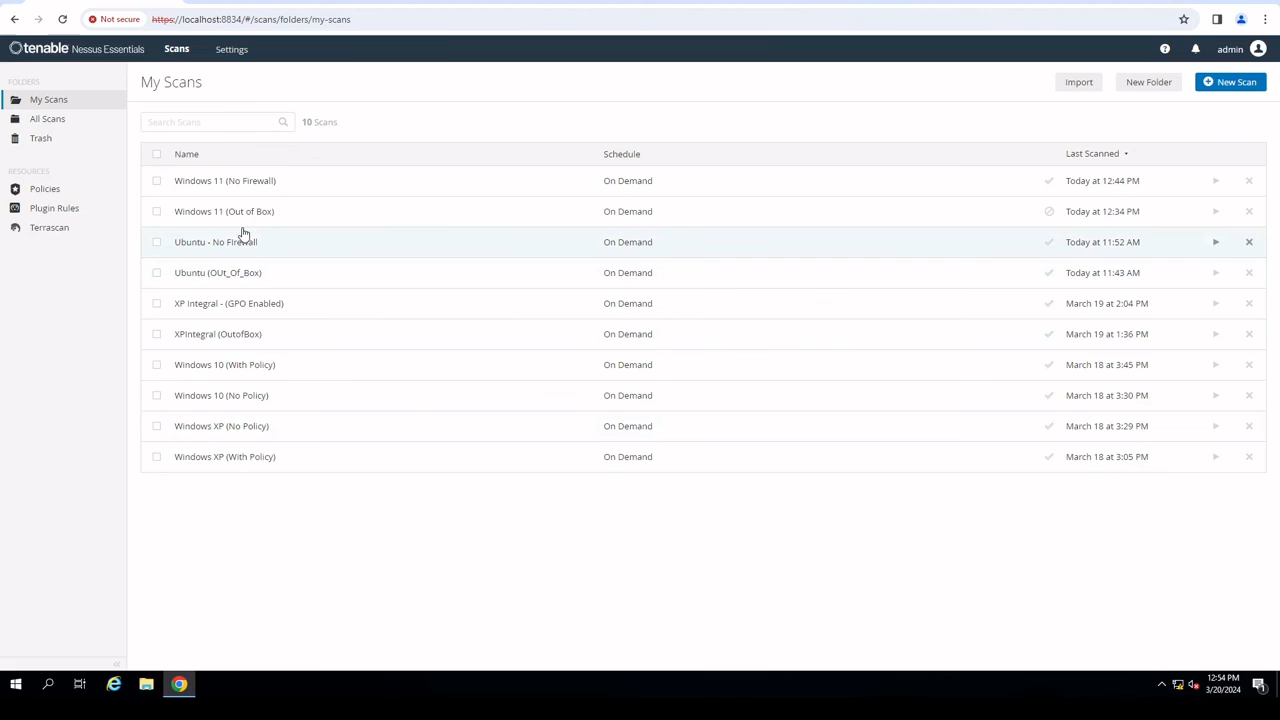 Not secure https://localhost:8834/#/scans/folders/my-scans
tenable Nessus Essentials Scans Settings admin
FOLDERS
My Scans
All Scans
Trash
RESOURCES
Policies
Plugin Rules
Terrascan
My Scans Import New Folder New Scan
Search Scans 10 Scans
Name Schedule Last Scanned
Windows 11 (No Firewall) On Demand Today at 12:44 PM
Windows 11 (Out of Box) On Demand Today at 12:34 PM
Ubuntu - No Firewall On Demand Today at 11:52 AM
Ubuntu (OUt_Of_Box) On Demand Today at 11:43 AM
XP Integral - (GPO Enabled) On Demand March 19 at 2:04 PM
XPIntegral (OutofBox) On Demand March 19 at 1:36 PM
Windows 10 (With Policy) On Demand March 18 at 3:45 PM
Windows 10 (No Policy) On Demand March 18 at 3:30 PM
Windows XP (No Policy) On Demand March 18 at 3:29 PM
Windows XP (With Policy) On Demand March 18 at 3:05 PM
12:54 PM
3/20/2024
1